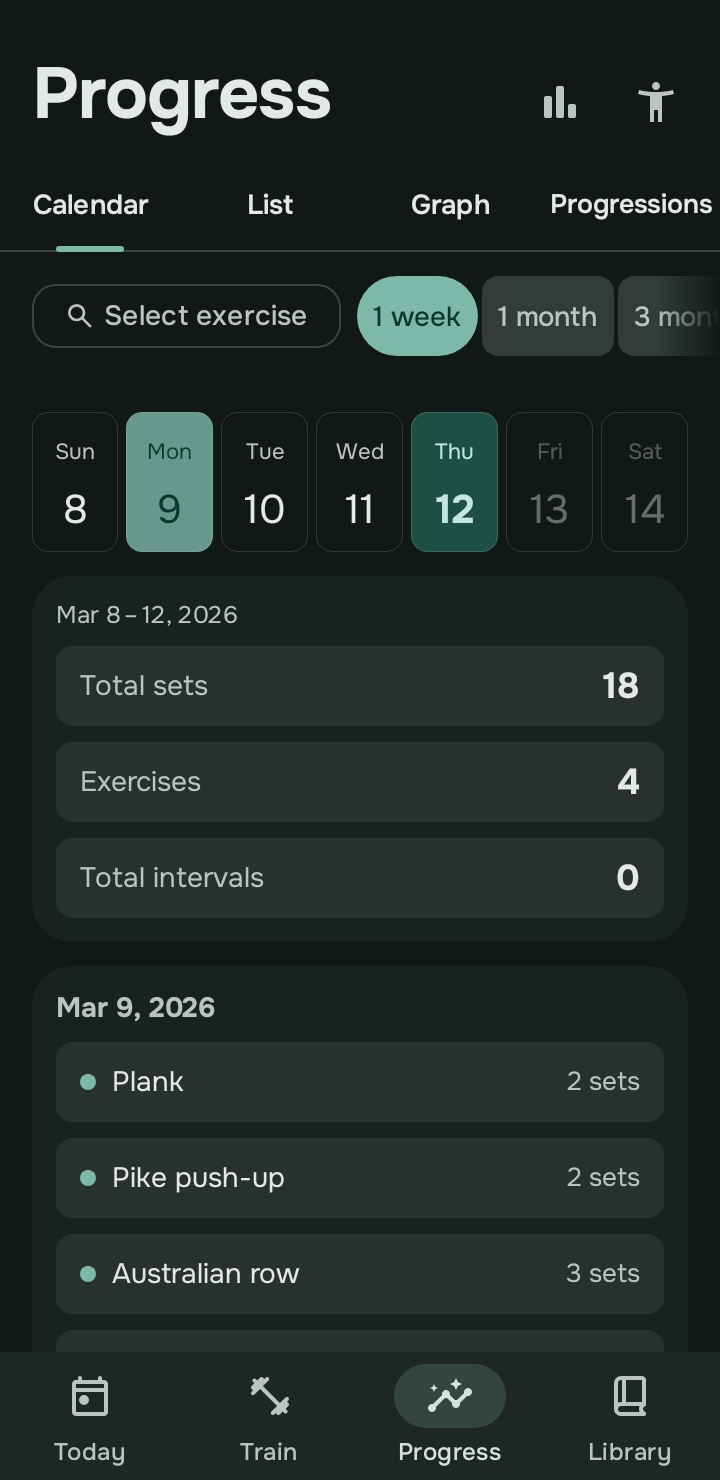 Progress
Calendar List Graph Progressions
Select exercise 1 week 1 month 3 mon
Sun Mon Tue Wed Thu Fri Sat
8 9 10 11 12 13 14
Mar 8 – 12, 2026
Total sets 18
Exercises 4
Total intervals 0
Mar 9, 2026
Plank 2 sets
Pike push-up 2 sets
Australian row 3 sets
Today Train Progress Library